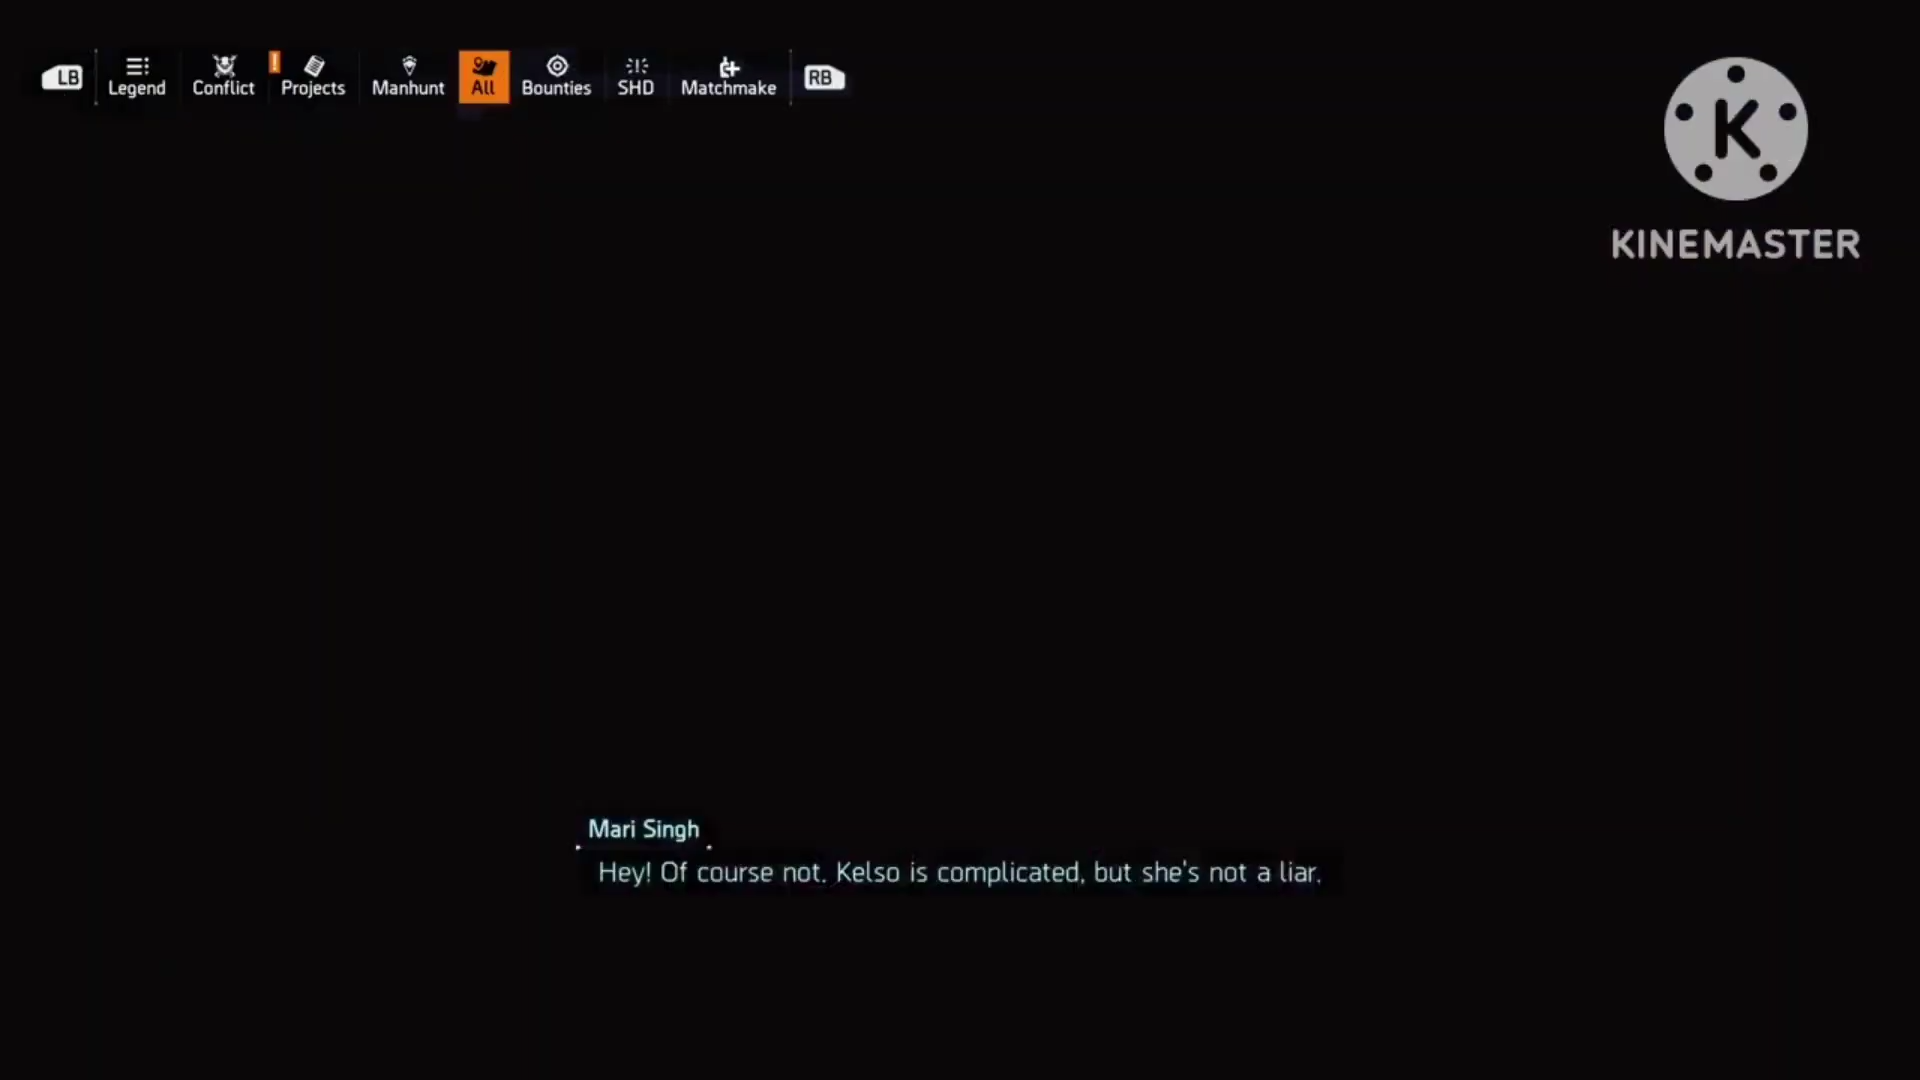 LB Legend Conflict ! Projects Manhunt All Bounties SHD Matchmake RB
K
KINEMASTER
Mari Singh
Hey! Of course not. Kelso is complicated, but she's not a liar.